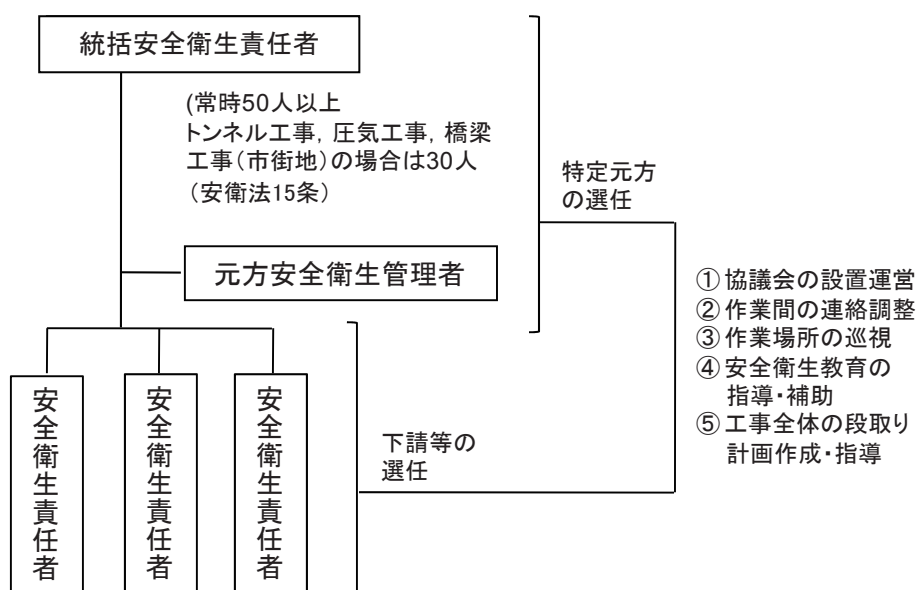 統括安全衛生責任者
(常時50人以上
トンネル工事, 圧気工事, 橋梁
工事(市街地)の場合は30人
(安衛法15条)
特定元方
の選任
元方安全衛生管理者
①協議会の設置運営
②作業間の連絡調整
③作業場所の巡視
④安全衛生教育の
指導・補助
⑤工事全体の段取り
計画作成・指導
安全衛生責任者
安全衛生責任者
安全衛生責任者
下請等の
選任